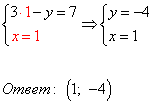 {3·1−y=7 ⇒ {y=−4
{x=1 {x=1
Ответ: (1; −4)